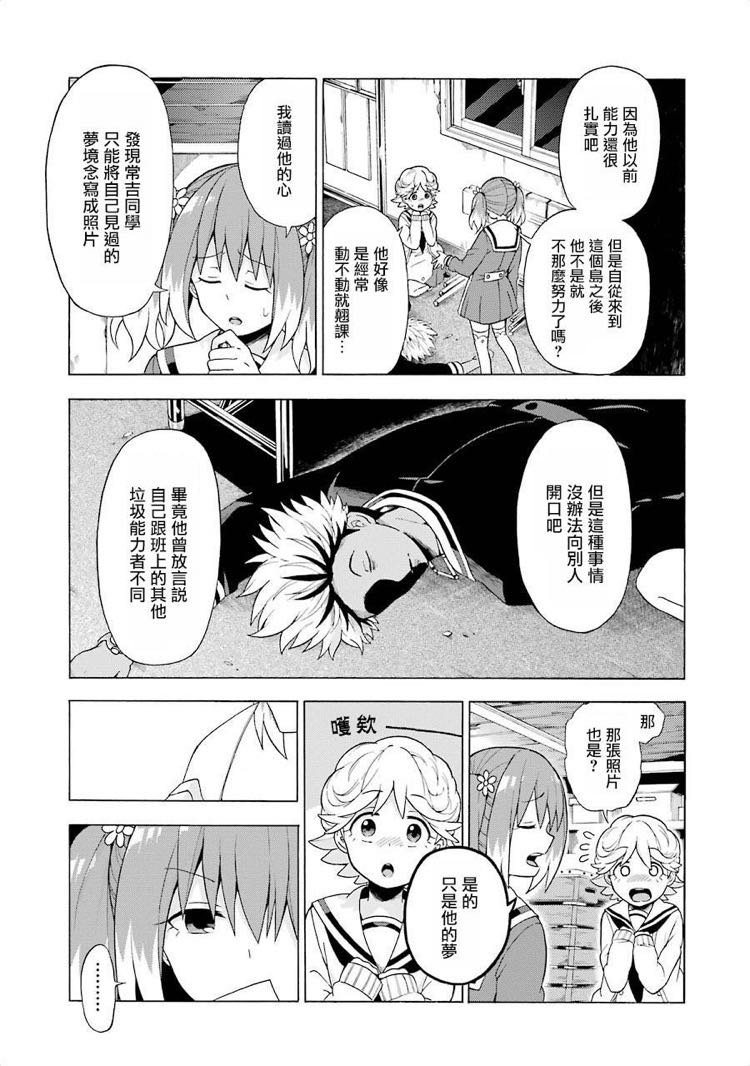 因為他以前
能力還很
扎實吧
但是自從來到
這個島之後
他不是就
不那麼努力了嗎?
他好像
是經常
動不動就翹課…
我讀過他的心
發現常吉同學
只能將自己見過的
夢境念寫成照片
但是這種事情
沒辦法向別人
開口吧
畢竟他曾放言說
自己跟班上的其他
垃圾能力者不同
那
那張照片
也是?
嚄欸
是的
只是他的夢
………